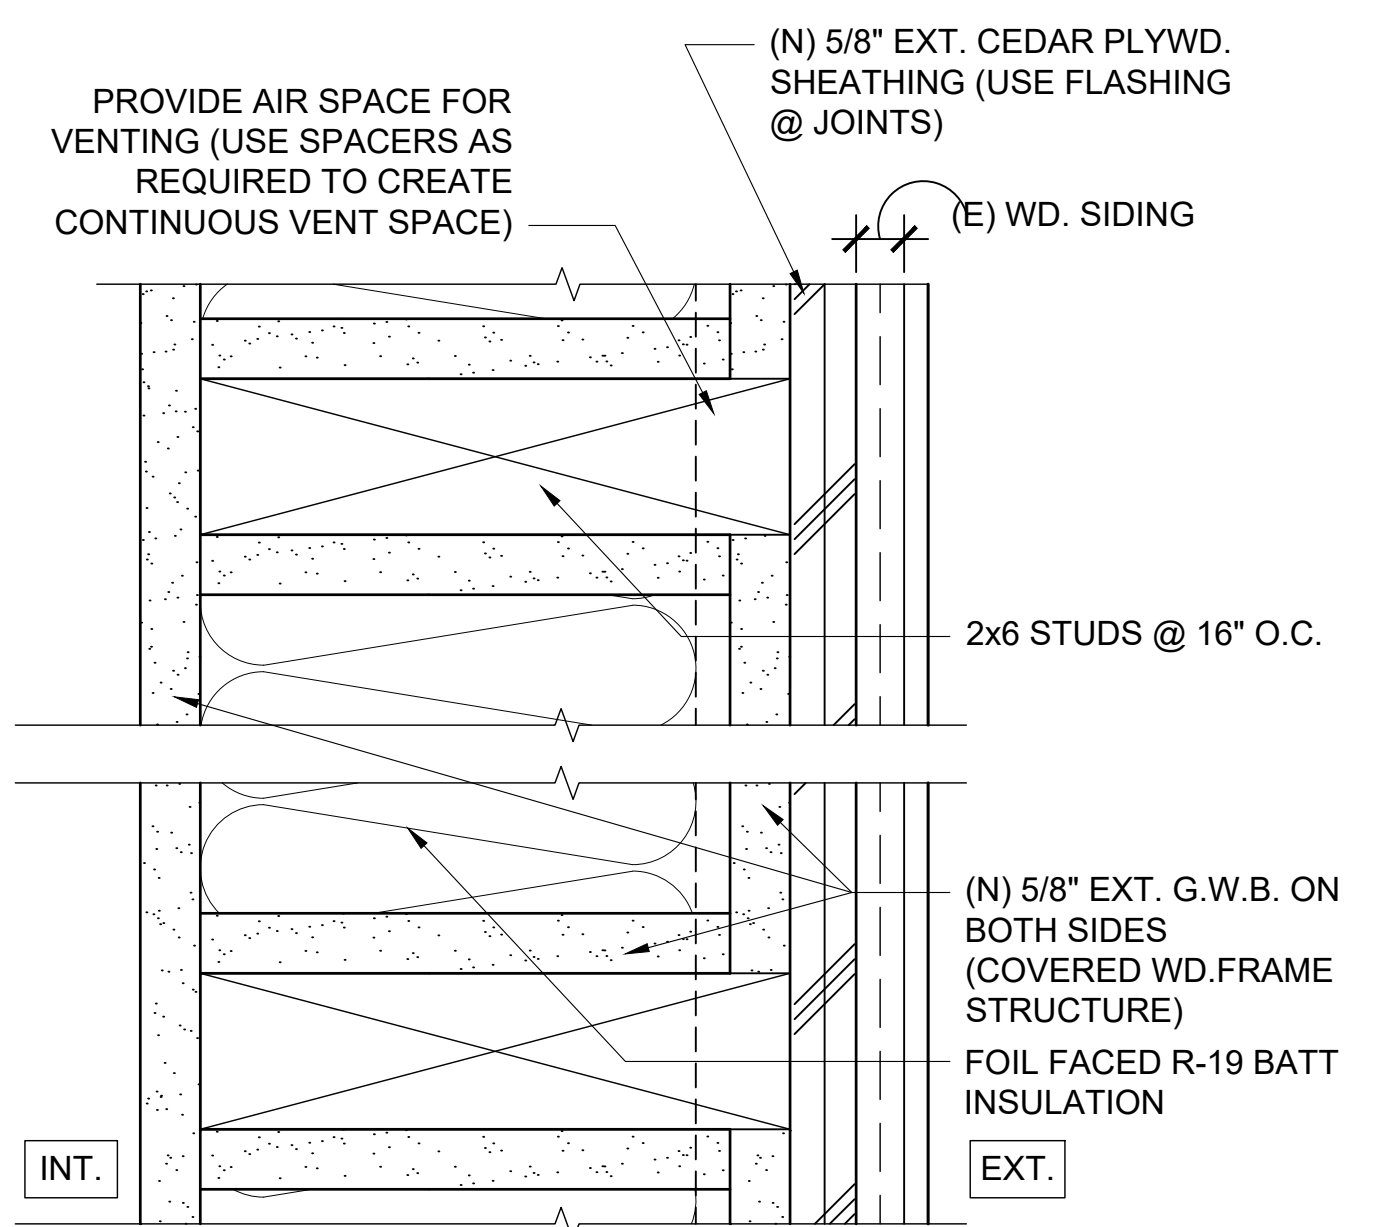 (N) 5/8" EXT. CEDAR PLYWD.
SHEATHING (USE FLASHING
@ JOINTS)
PROVIDE AIR SPACE FOR
VENTING (USE SPACERS AS
REQUIRED TO CREATE
CONTINUOUS VENT SPACE)
(E) WD. SIDING
2x6 STUDS @ 16" O.C.
(N) 5/8" EXT. G.W.B. ON
BOTH SIDES
(COVERED WD.FRAME
STRUCTURE)
FOIL FACED R-19 BATT
INSULATION
INT.
EXT.